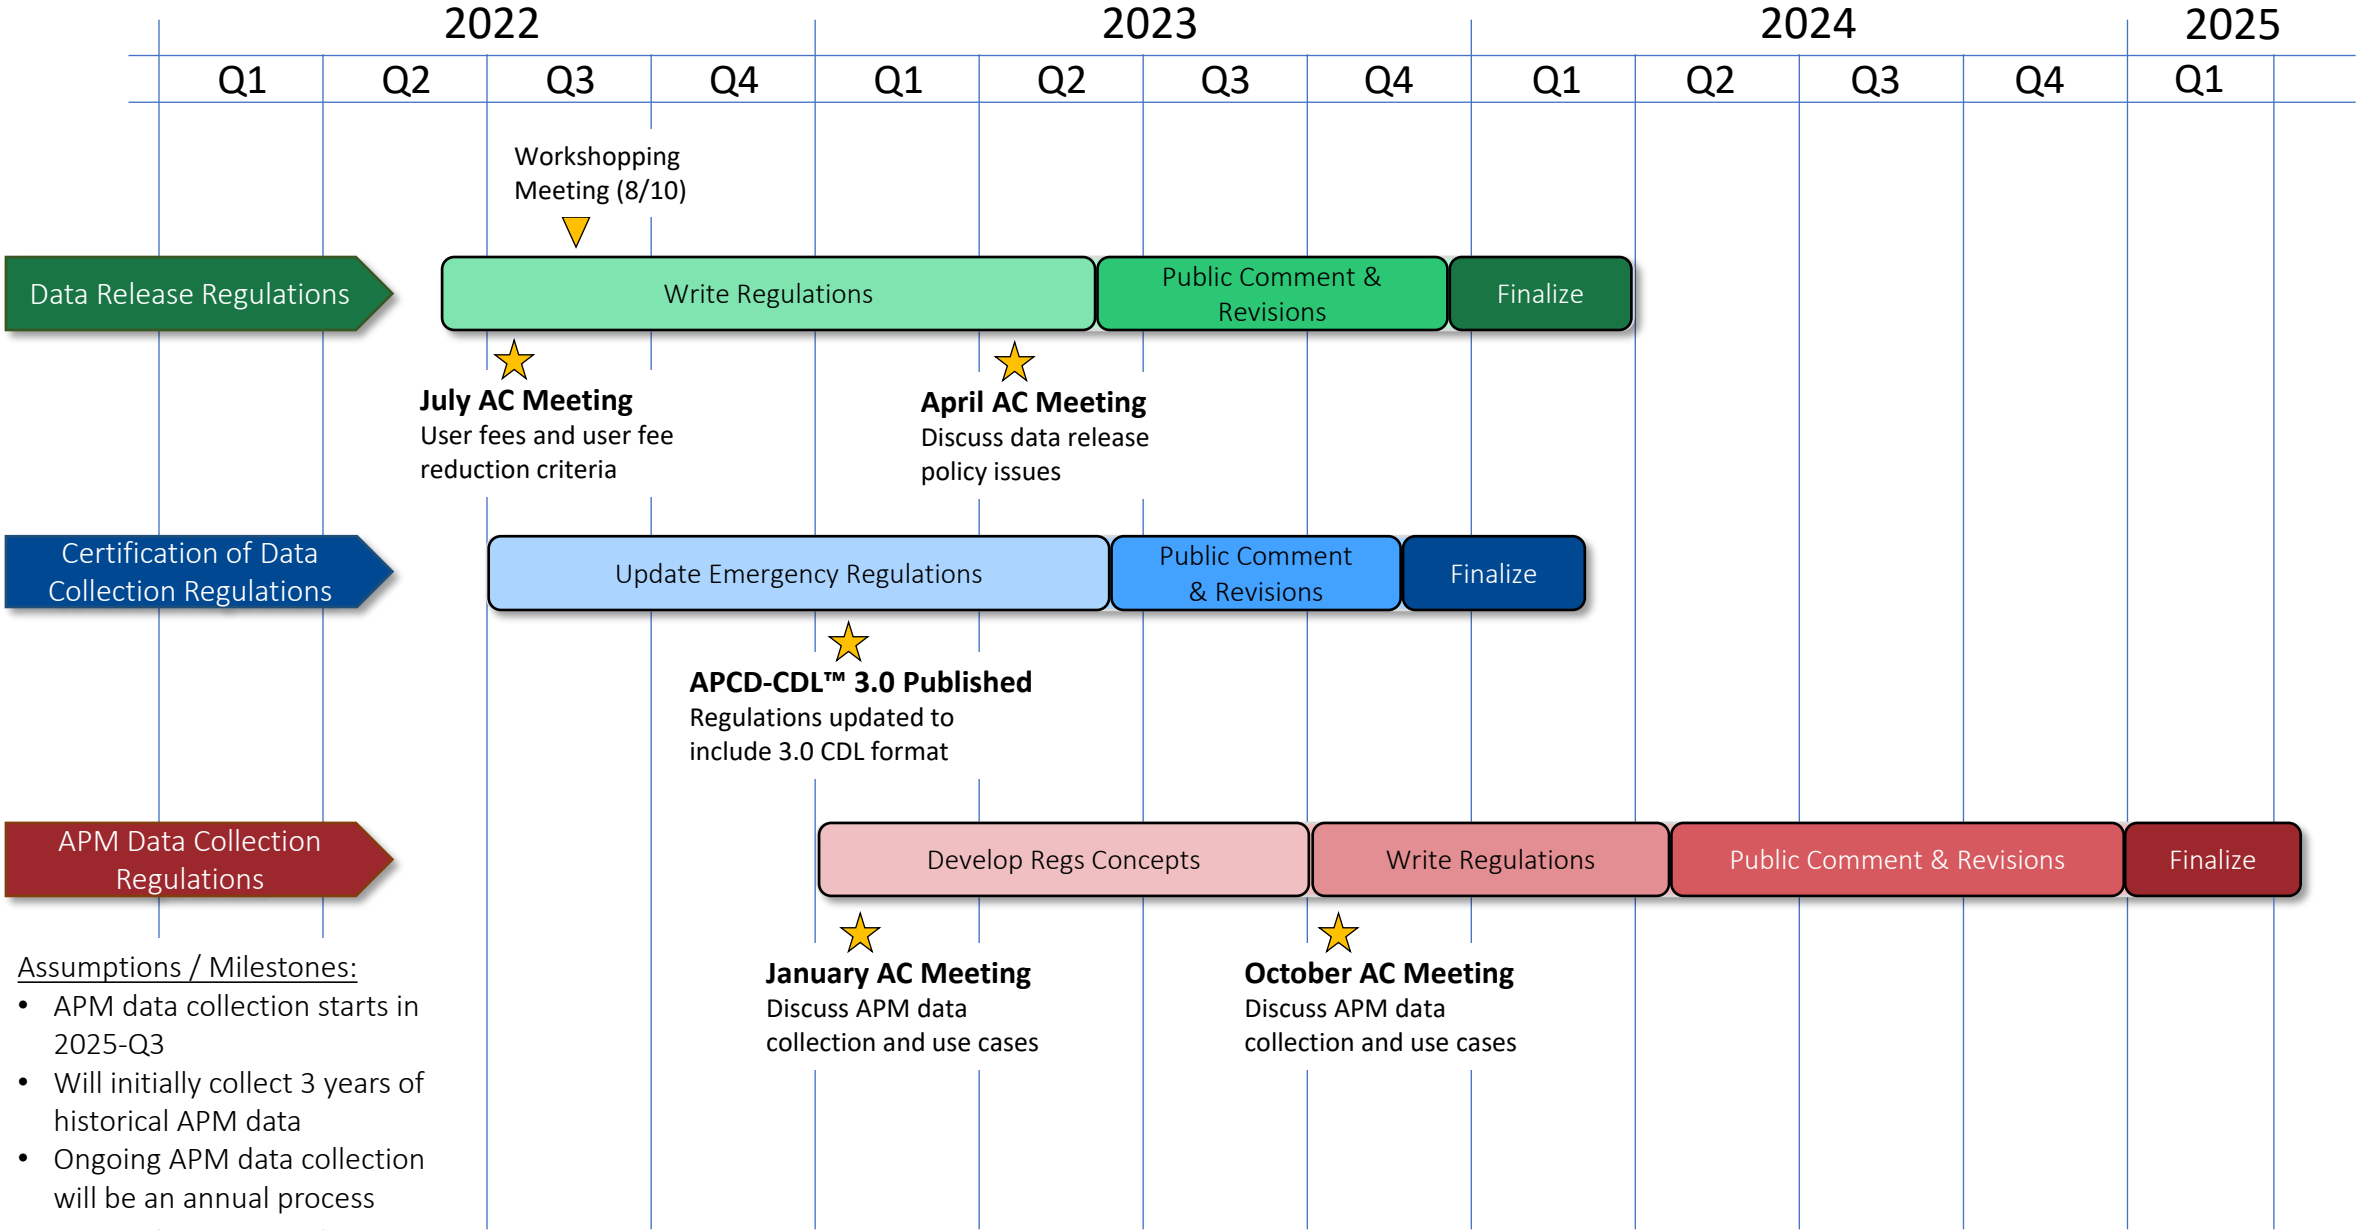 2022 2023 2024 2025
Q1 Q2 Q3 Q4 Q1 Q2 Q3 Q4 Q1 Q2 Q3 Q4 Q1
Workshopping
Meeting (8/10)
Data Release Regulations
Write Regulations
Public Comment &
Revisions
Finalize
July AC Meeting
User fees and user fee
reduction criteria
April AC Meeting
Discuss data release
policy issues
Certification of Data
Collection Regulations
Update Emergency Regulations
Public Comment
& Revisions
Finalize
APCD-CDL™ 3.0 Published
Regulations updated to
include 3.0 CDL format
APM Data Collection
Regulations
Develop Regs Concepts
Write Regulations
Public Comment & Revisions
Finalize
January AC Meeting
Discuss APM data
collection and use cases
October AC Meeting
Discuss APM data
collection and use cases
Assumptions / Milestones:
• APM data collection starts in
2025-Q3
• Will initially collect 3 years of
historical APM data
• Ongoing APM data collection
will be an annual process